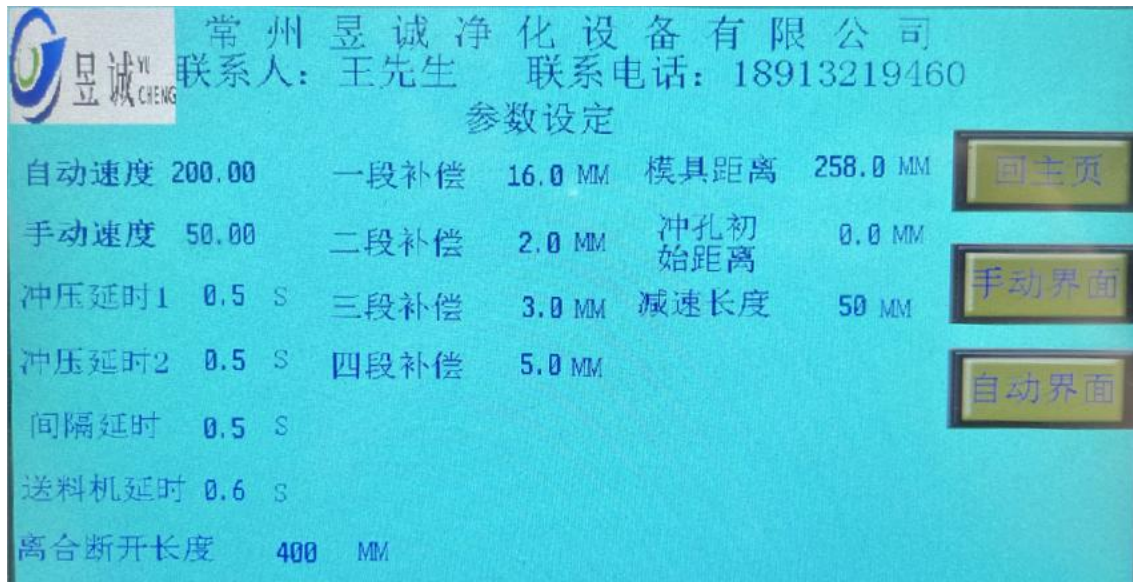 常州昱诚净化设备有限公司
昱诚 YU CHENG
联系人：王先生 联系电话：18913219460
参数设定
自动速度 200.00 一段补偿 16.0 MM 模具距离 258.0 MM 回主页
手动速度 50.00 二段补偿 2.0 MM 冲孔初始距离 0.0 MM
冲压延时1 0.5 S 三段补偿 3.0 MM 减速长度 50 MM 手动界面
冲压延时2 0.5 S 四段补偿 5.0 MM 自动界面
间隔延时 0.5 S
送料机延时 0.6 S
离合断开长度 400 MM